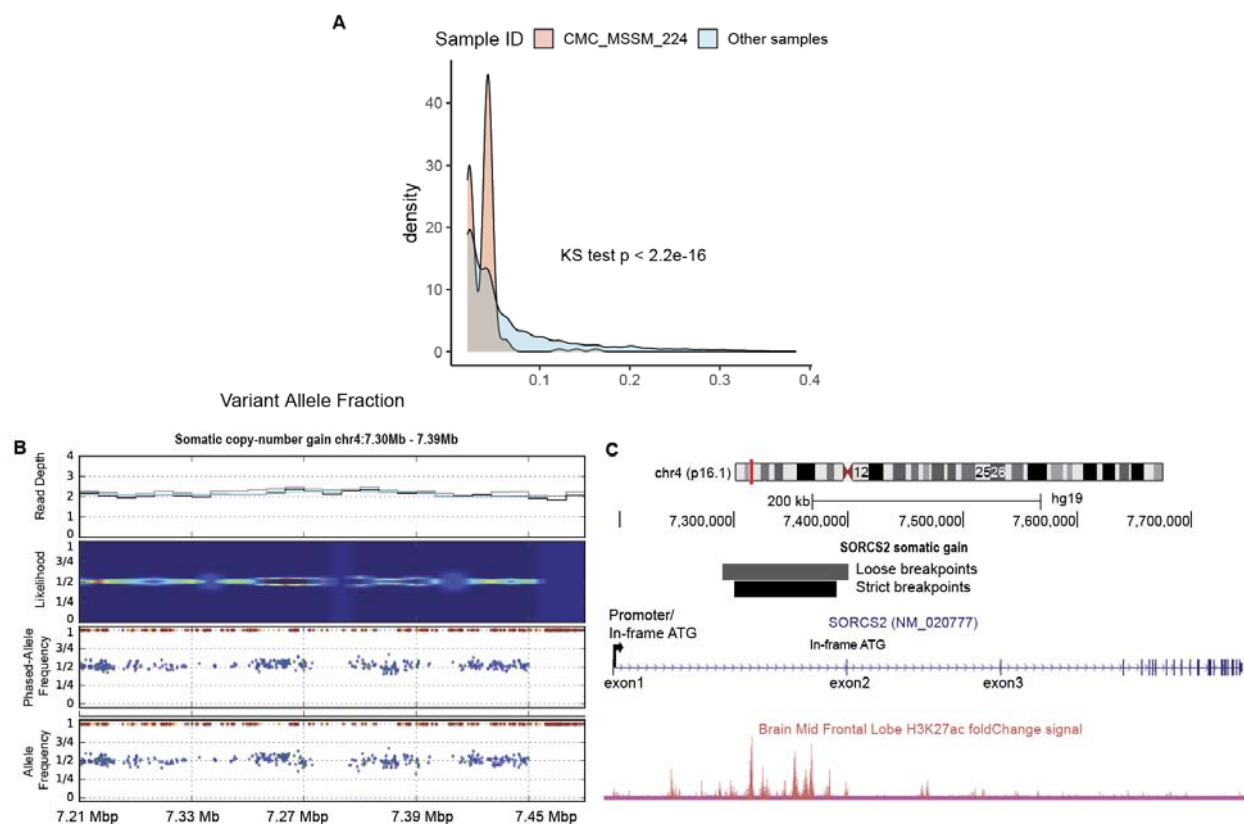 A
Sample ID CMC_MSSM_224 Other samples
density
40
30
20
10
0
KS test p < 2.2e-16
0.1 0.2 0.3 0.4
Variant Allele Fraction
B
Somatic copy-number gain chr4:7.30Mb - 7.39Mb
Read Depth
4
3
2
1
0
Likelihood
1
3/4
1/2
1/4
0
Phased-Allele
Frequency
1
3/4
1/2
1/4
0
Allele
Frequency
1
3/4
1/2
1/4
0
7.21 Mbp 7.33 Mb 7.27 Mbp 7.39 Mbp 7.45 Mbp
C
chr4 (p16.1) 12 25 26
200 kb hg19
7,300,000 7,400,000 7,500,000 7,600,000 7,700,000
SORCS2 somatic gain
Loose breakpoints
Strict breakpoints
Promoter/
In-frame ATG
SORCS2 (NM_020777)
In-frame ATG
exon1 exon2 exon3
Brain Mid Frontal Lobe H3K27ac foldChange signal